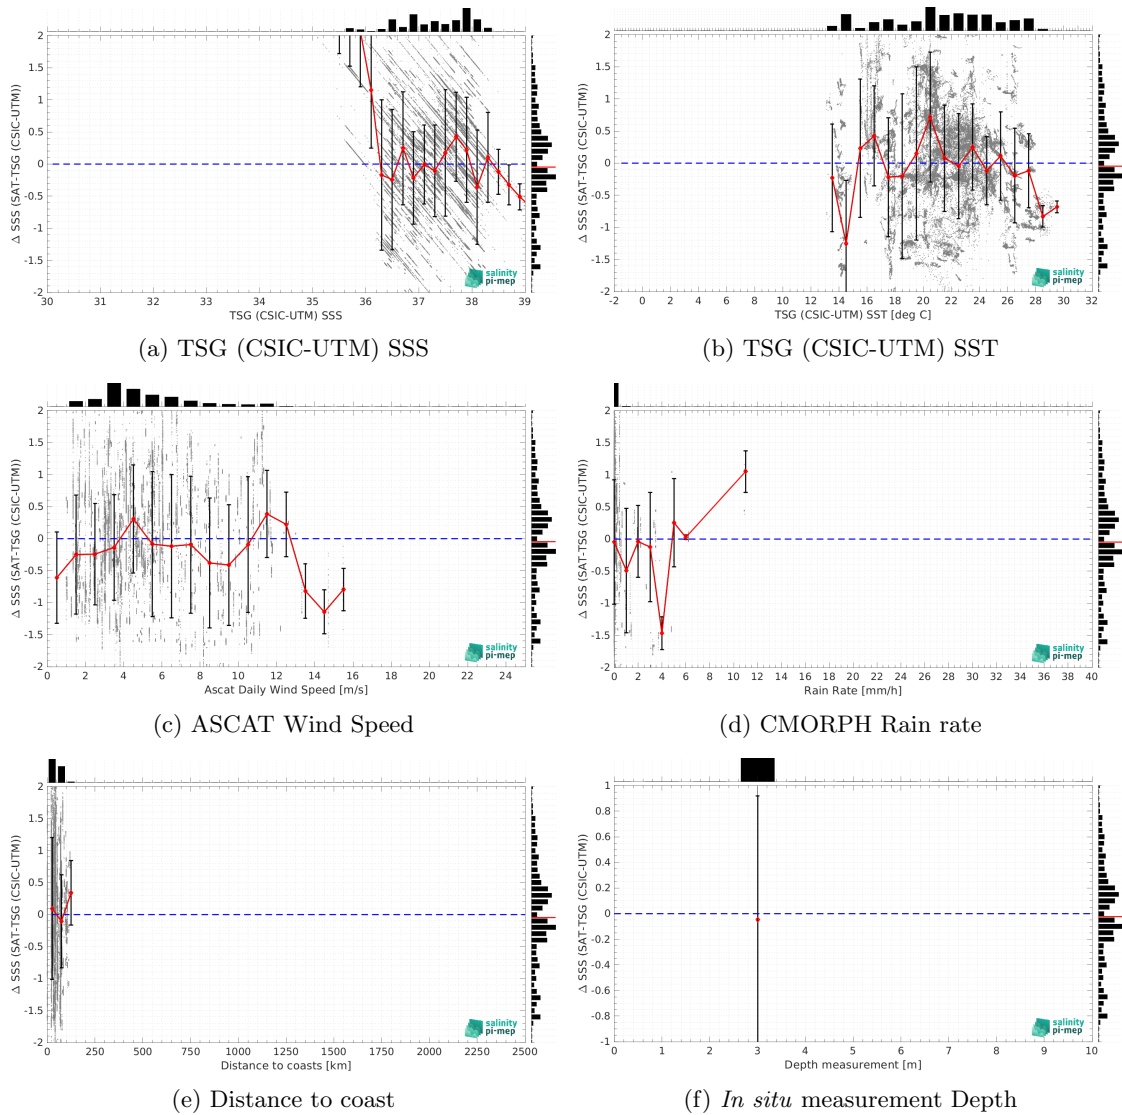 Δ SSS (SAT-TSG (CSIC-UTM))
2
1.5
1
0.5
0
-0.5
-1
-1.5
-2
30 31 32 33 34 35 36 37 38 39
TSG (CSIC-UTM) SSS
salinity
pi-mep
(a) TSG (CSIC-UTM) SSS
Δ SSS (SAT-TSG (CSIC-UTM))
2
1.5
1
0.5
0
-0.5
-1
-1.5
-2
-2 0 2 4 6 8 10 12 14 16 18 20 22 24 26 28 30 32
TSG (CSIC-UTM) SST [deg C]
salinity
pi-mep
(b) TSG (CSIC-UTM) SST
Δ SSS (SAT-TSG (CSIC-UTM))
2
1.5
1
0.5
0
-0.5
-1
-1.5
-2
0 2 4 6 8 10 12 14 16 18 20 22 24
Ascat Daily Wind Speed [m/s]
salinity
pi-mep
(c) ASCAT Wind Speed
Δ SSS (SAT-TSG (CSIC-UTM))
2
1.5
1
0.5
0
-0.5
-1
-1.5
-2
0 2 4 6 8 10 12 14 16 18 20 22 24 26 28 30 32 34 36 38 40
Rain Rate [mm/h]
salinity
pi-mep
(d) CMORPH Rain rate
Δ SSS (SAT-TSG (CSIC-UTM))
2
1.5
1
0.5
0
-0.5
-1
-1.5
-2
0 250 500 750 1000 1250 1500 1750 2000 2250 2500
Distance to coasts [km]
salinity
pi-mep
(e) Distance to coast
Δ SSS (SAT-TSG (CSIC-UTM))
1
0.8
0.6
0.4
0.2
0
-0.2
-0.4
-0.6
-0.8
-1
0 1 2 3 4 5 6 7 8 9 10
Depth measurement [m]
salinity
pi-mep
(f) In situ measurement Depth